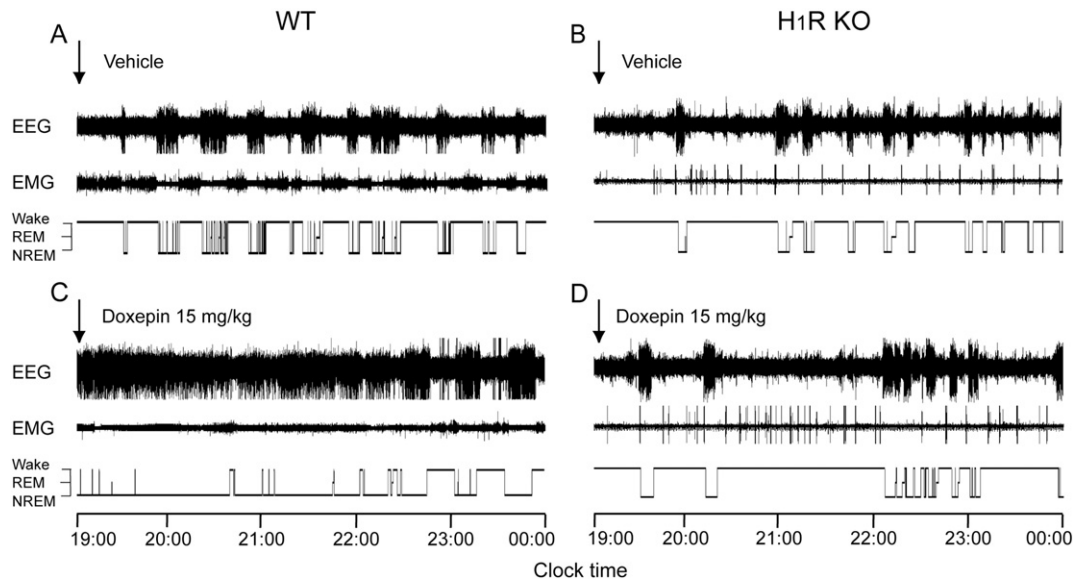 WT
H1R KO
A
Vehicle
B
Vehicle
EEG
EMG
Wake
REM
NREM
C
Doxepin 15 mg/kg
D
Doxepin 15 mg/kg
EEG
EMG
Wake
REM
NREM
19:00 20:00 21:00 22:00 23:00 00:00
19:00 20:00 21:00 22:00 23:00 00:00
Clock time